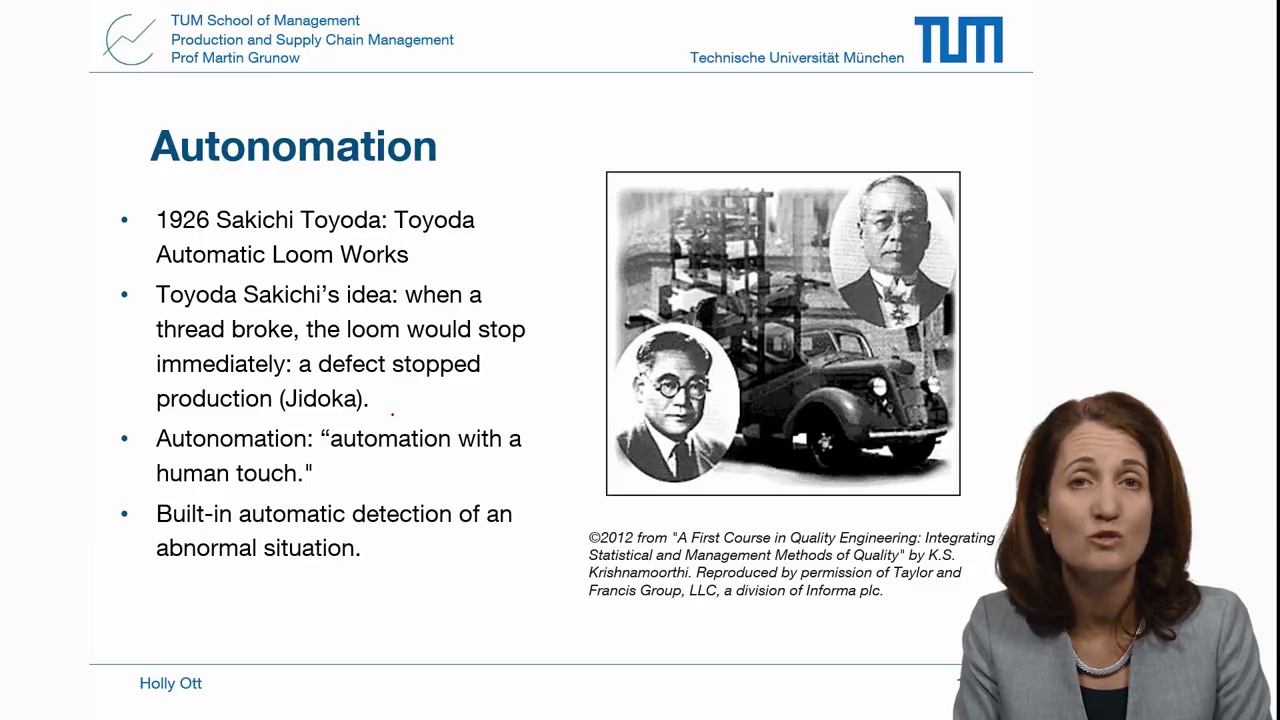 TUM School of Management
Production and Supply Chain Management
Prof Martin Grunow
Technische Universität München
TUM
Autonomation
• 1926 Sakichi Toyoda: Toyoda
Automatic Loom Works
• Toyoda Sakichi’s idea: when a
thread broke, the loom would stop
immediately: a defect stopped
production (Jidoka).
• Autonomation: “automation with a
human touch."
• Built-in automatic detection of an
abnormal situation.
©2012 from "A First Course in Quality Engineering: Integrating
Statistical and Management Methods of Quality" by K.S.
Krishnamoorthi. Reproduced by permission of Taylor and
Francis Group, LLC, a division of Informa plc.
Holly Ott